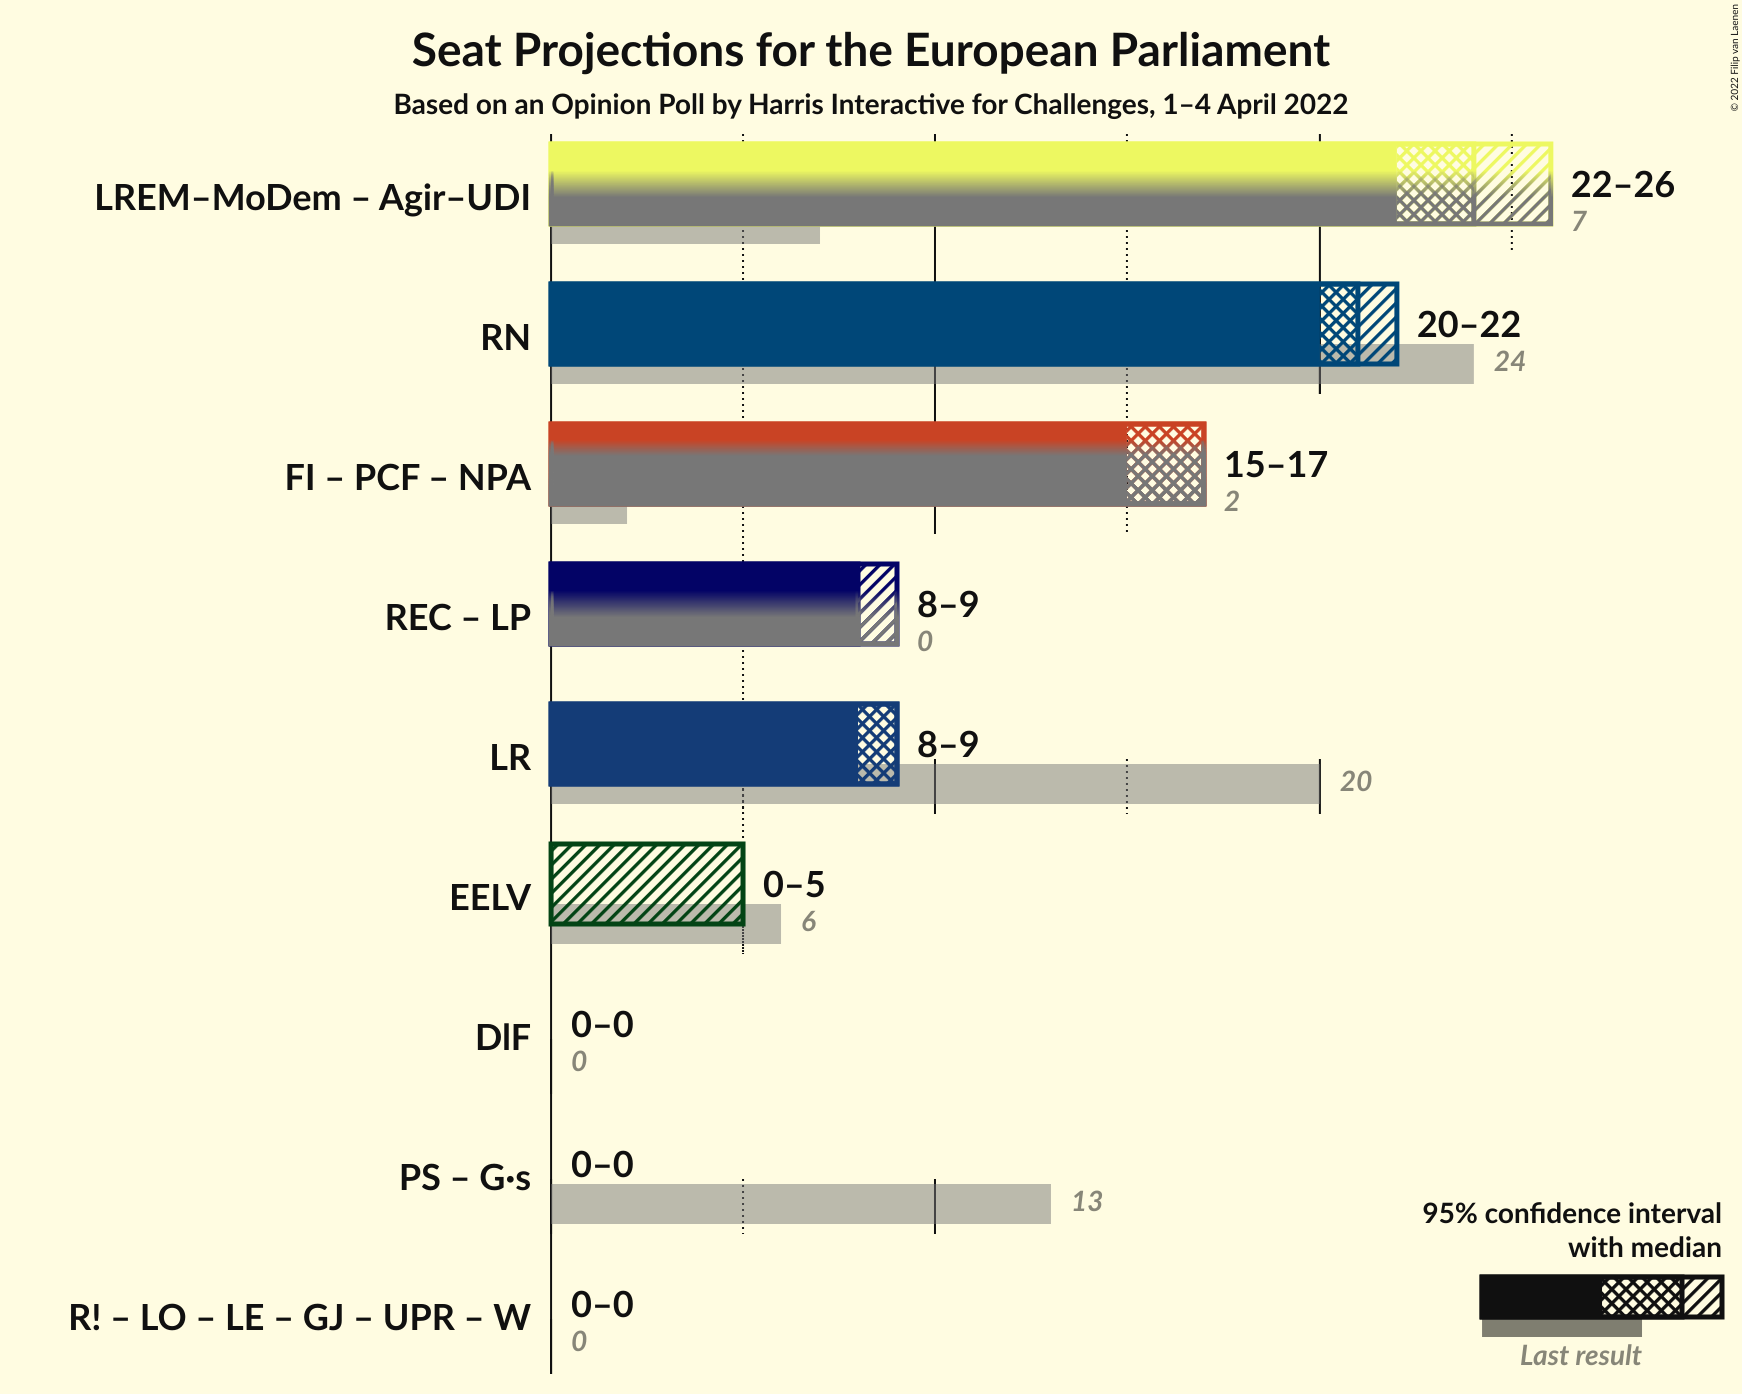 Seat Projections for the European Parliament
Based on an Opinion Poll by Harris Interactive for Challenges, 1–4 April 2022
© 2022 Filip van Laenen
LREM–MoDem – Agir–UDI
22–26
7
RN
20–22
24
FI – PCF – NPA
15–17
2
REC – LP
8–9
0
LR
8–9
20
EELV
0–5
6
DlF
0–0
0
PS – G·s
0–0
13
R! – LO – LE – GJ – UPR – W
0–0
0
95% confidence interval
with median
Last result